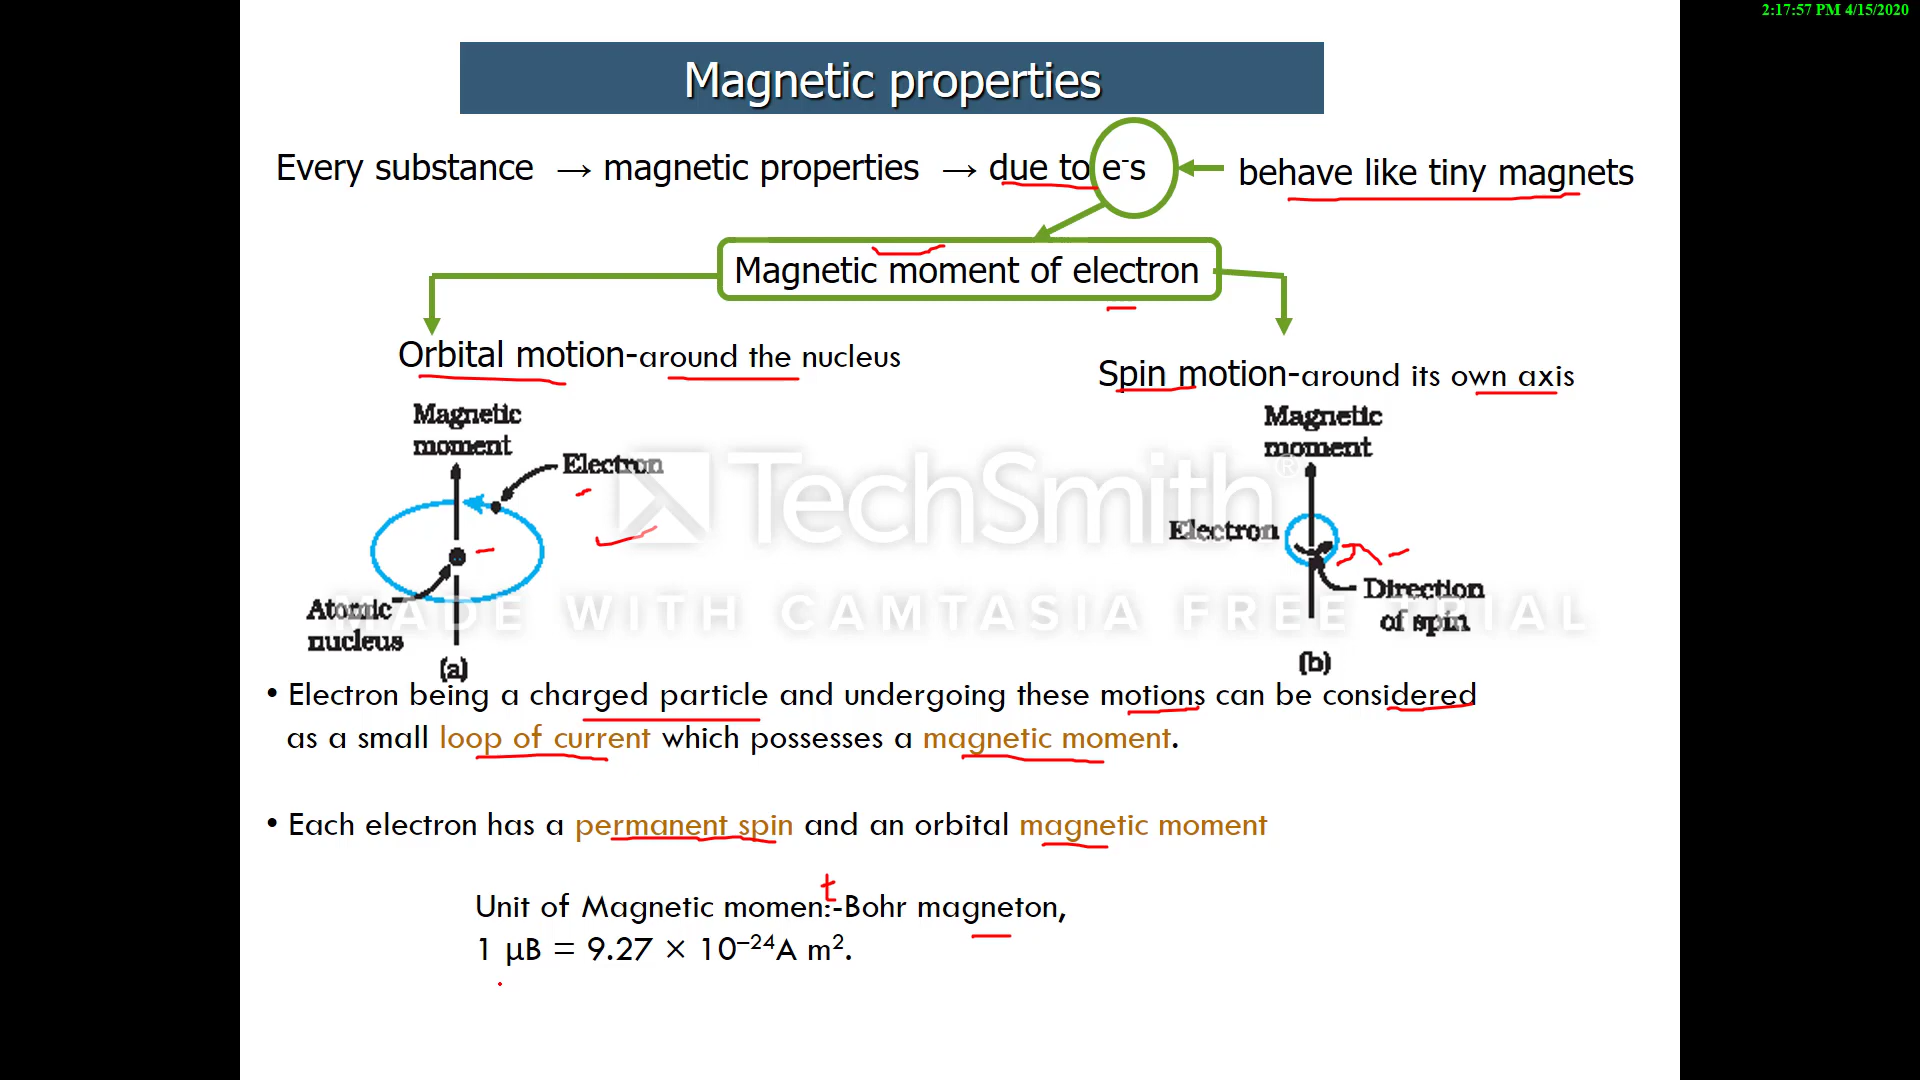 2:17:57 PM 4/15/2020
Magnetic properties
Every substance → magnetic properties → due to e⁻s behave like tiny magnets
Magnetic moment of electron
Orbital motion-around the nucleus
Spin motion-around its own axis
Magnetic
moment
Electron
Atomic
nucleus
(a)
Magnetic
moment
Electron
Direction
of spin
(b)
TechSmith®
MADE WITH CAMTASIA FREE TRIAL
• Electron being a charged particle and undergoing these motions can be considered
as a small loop of current which possesses a magnetic moment.
• Each electron has a permanent spin and an orbital magnetic moment
t
Unit of Magnetic momen:-Bohr magneton,
1 µB = 9.27 × 10⁻²⁴A m².